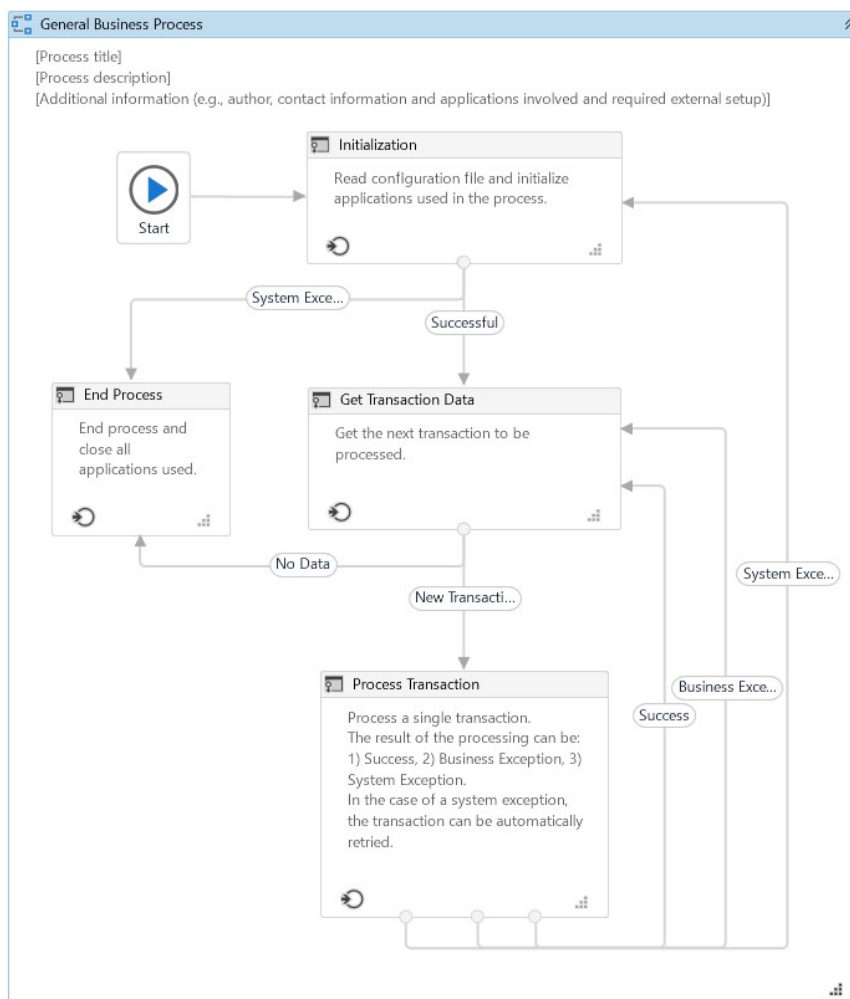 General Business Process
[Process title]
[Process description]
[Additional information (e.g., author, contact information and applications involved and required external setup)]
Start
Initialization
Read configuration file and initialize
applications used in the process.
System Exce...
Successful
End Process
End process and
close all
applications used.
Get Transaction Data
Get the next transaction to be
processed.
No Data
New Transacti...
System Exce...
Business Exce...
Success
Process Transaction
Process a single transaction.
The result of the processing can be:
1) Success, 2) Business Exception, 3)
System Exception.
In the case of a system exception,
the transaction can be automatically
retried.